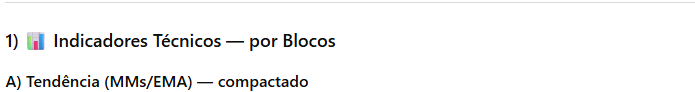 1) 📊 Indicadores Técnicos — por Blocos
A) Tendência (MMs/EMA) — compactado